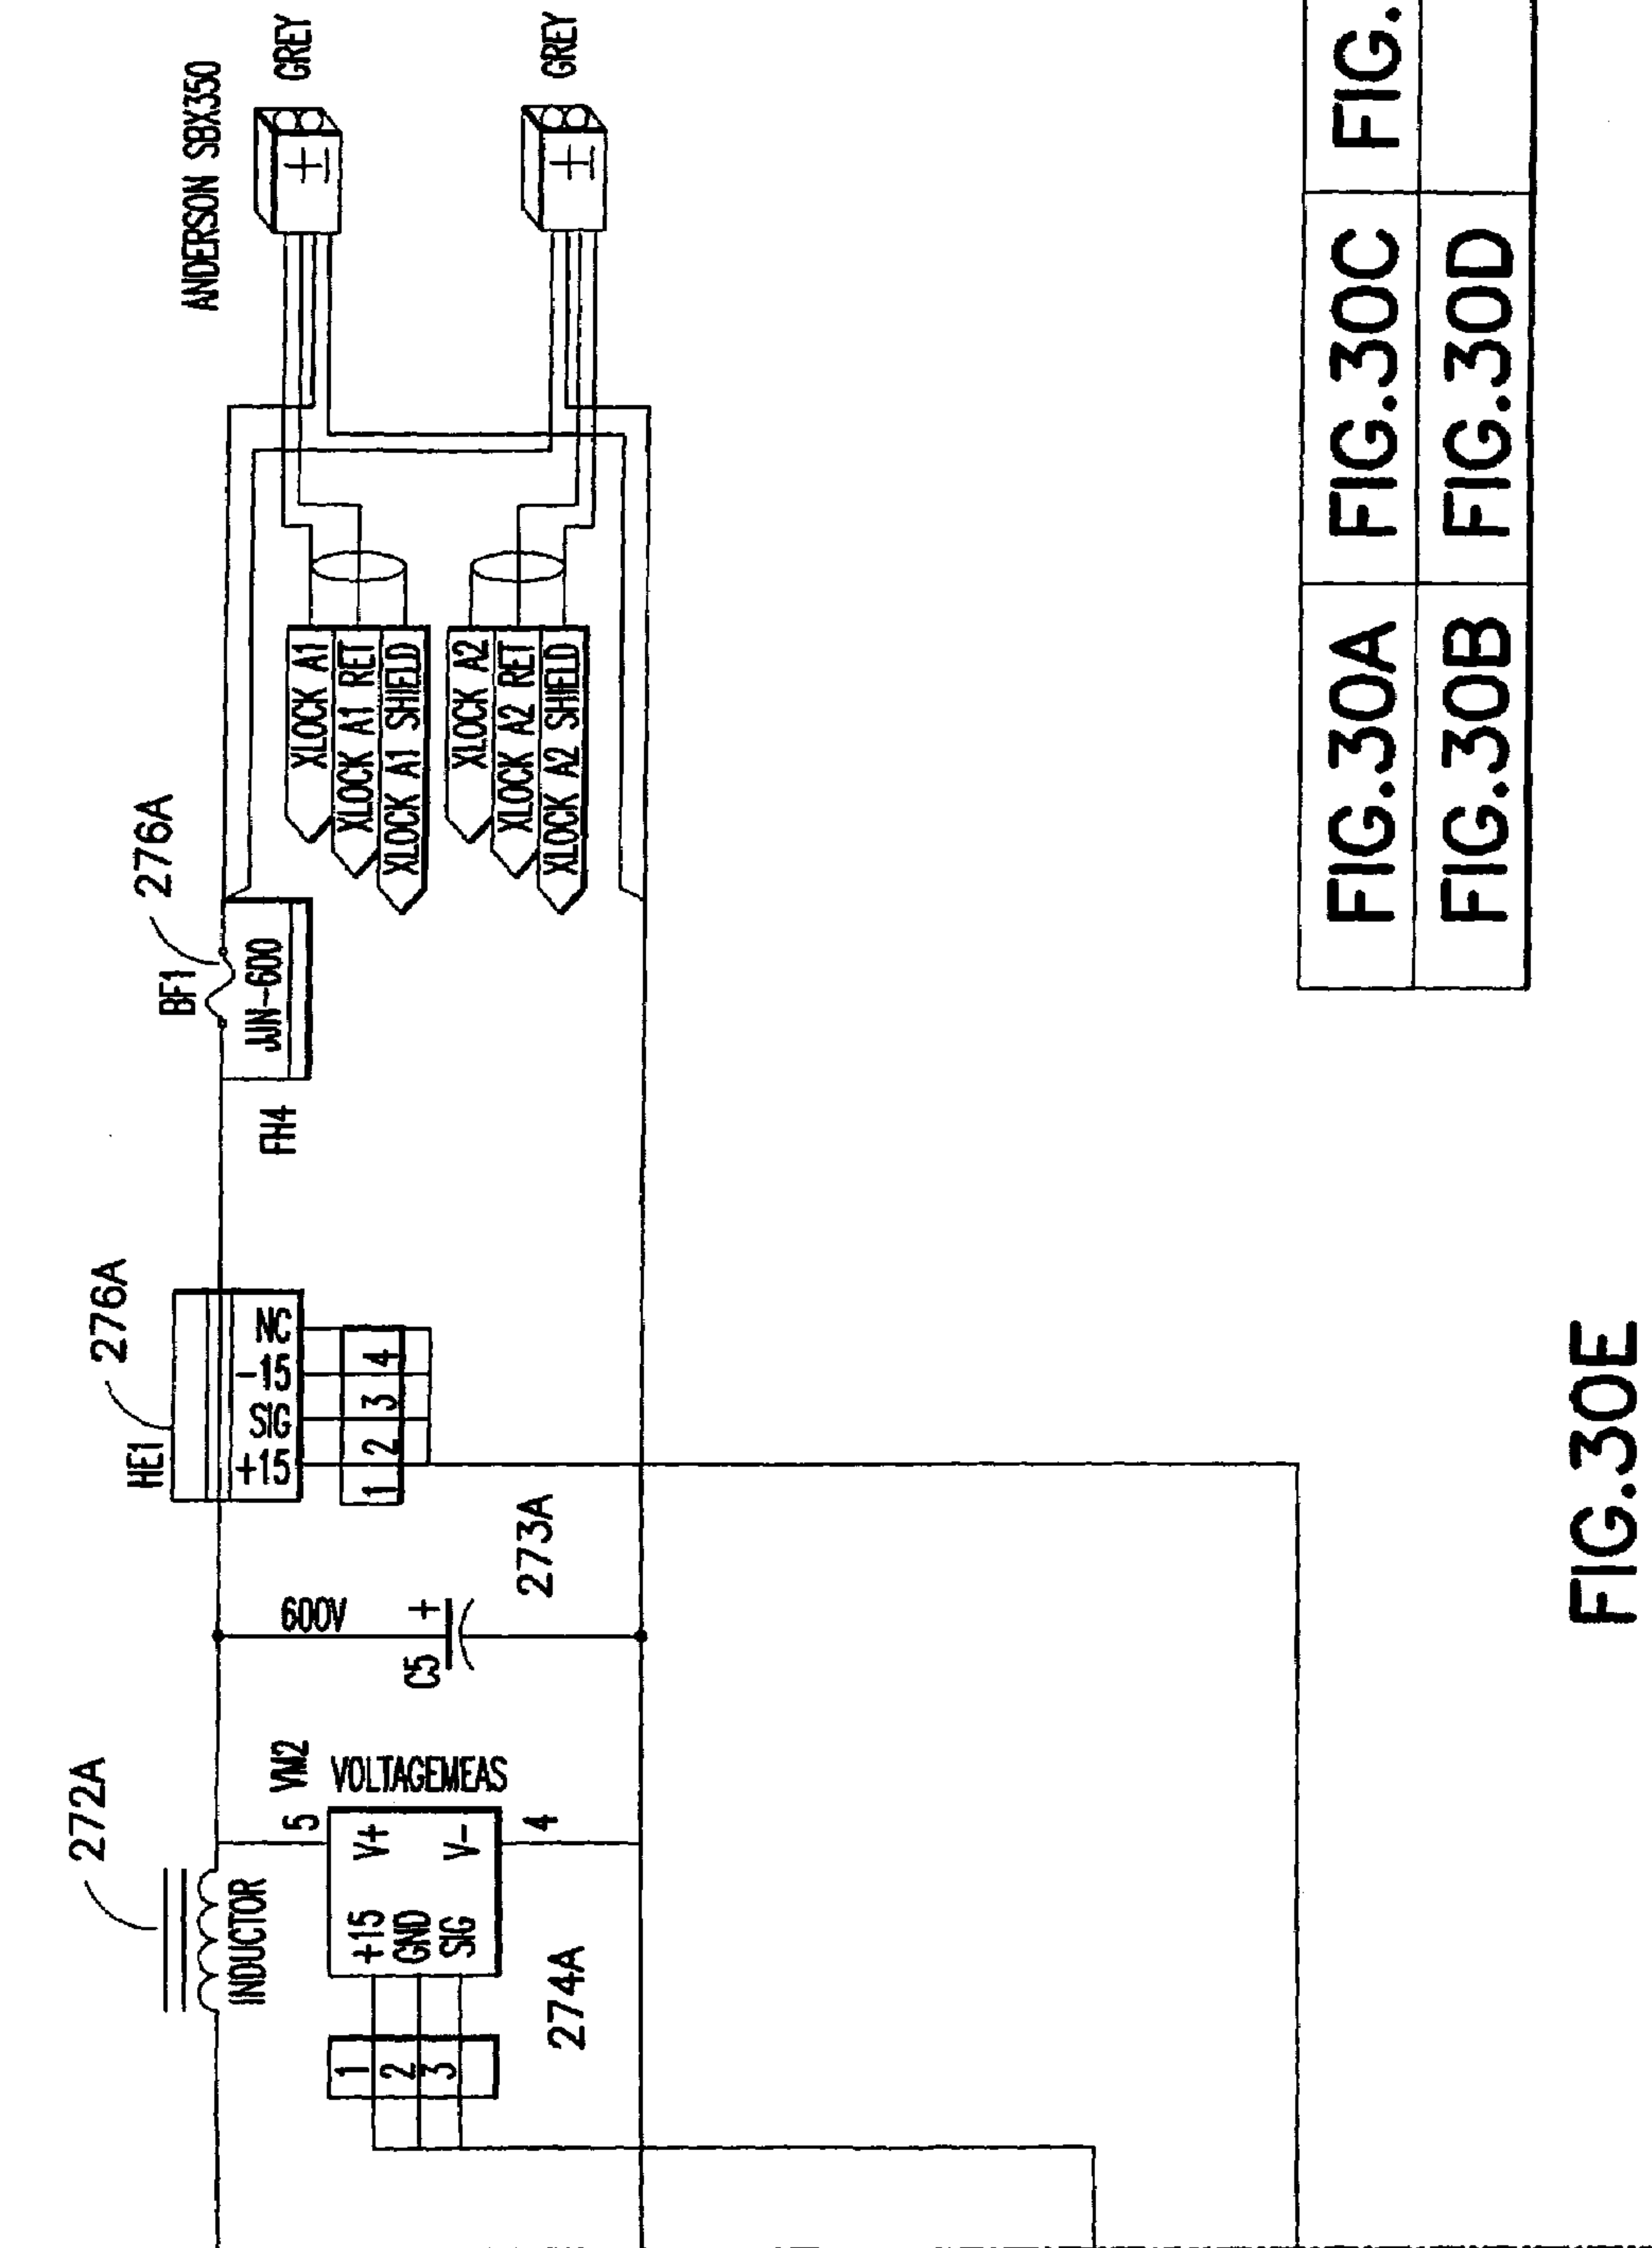 ANDERSON SBX350
GREY
GREY
276A
BF1
JJN-600
FH4
XLOCK A1
XLOCK A1 RET
XLOCK A1 SHIELD
XLOCK A2
XLOCK A2 RET
XLOCK A2 SHIELD
276A
HE1
+15 SIG -15 NC
1 2 3 4
600V
C5 +
273A
272A
INDUCTOR
VM2
VOLTAGEMEAS
5
V+
V-
4
+15
GND
SIG
1
2
3
274A
FIG.30A FIG.30C FIG.
FIG.30B FIG.30D
FIG.30E